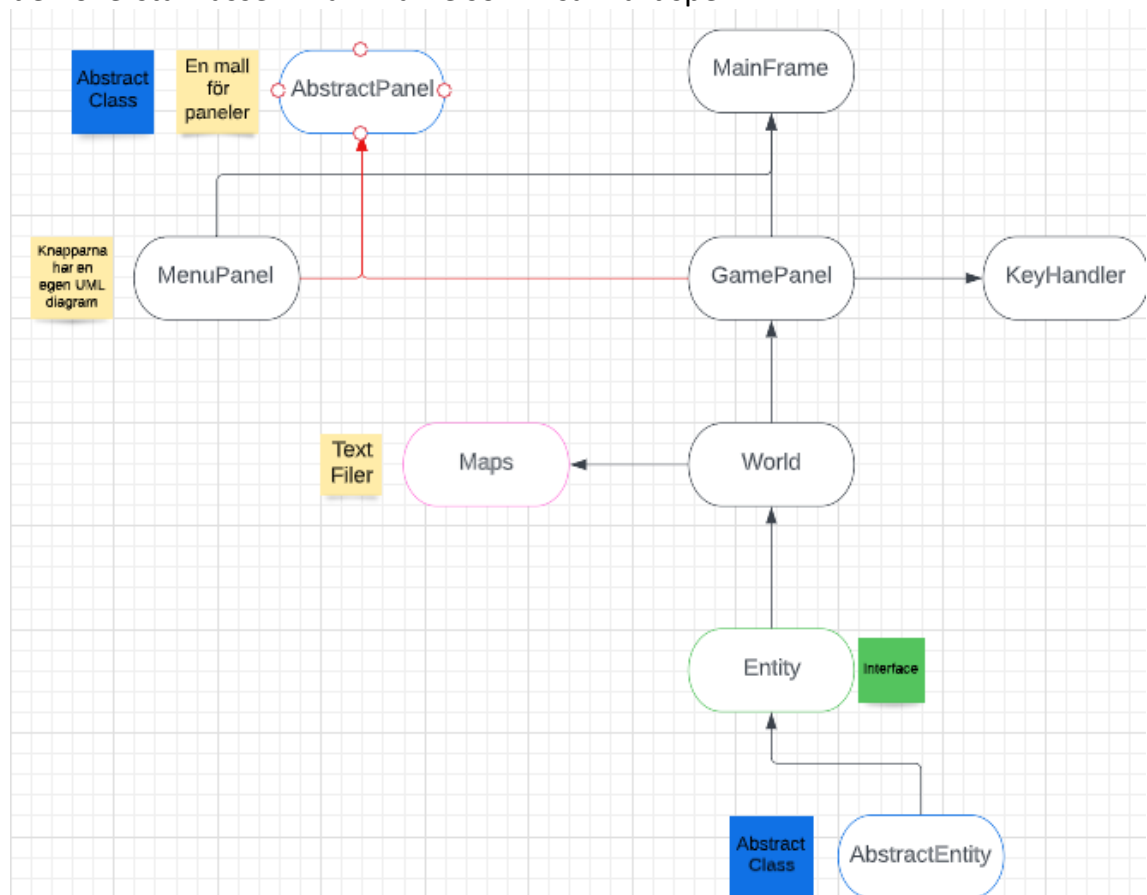 Abstract
Class
En mall
för
paneler
AbstractPanel
MainFrame
Knapparna
har en
egen UML
diagram
MenuPanel
GamePanel
KeyHandler
Text
Filer
Maps
World
Entity
Interface
Abstract
Class
AbstractEntity